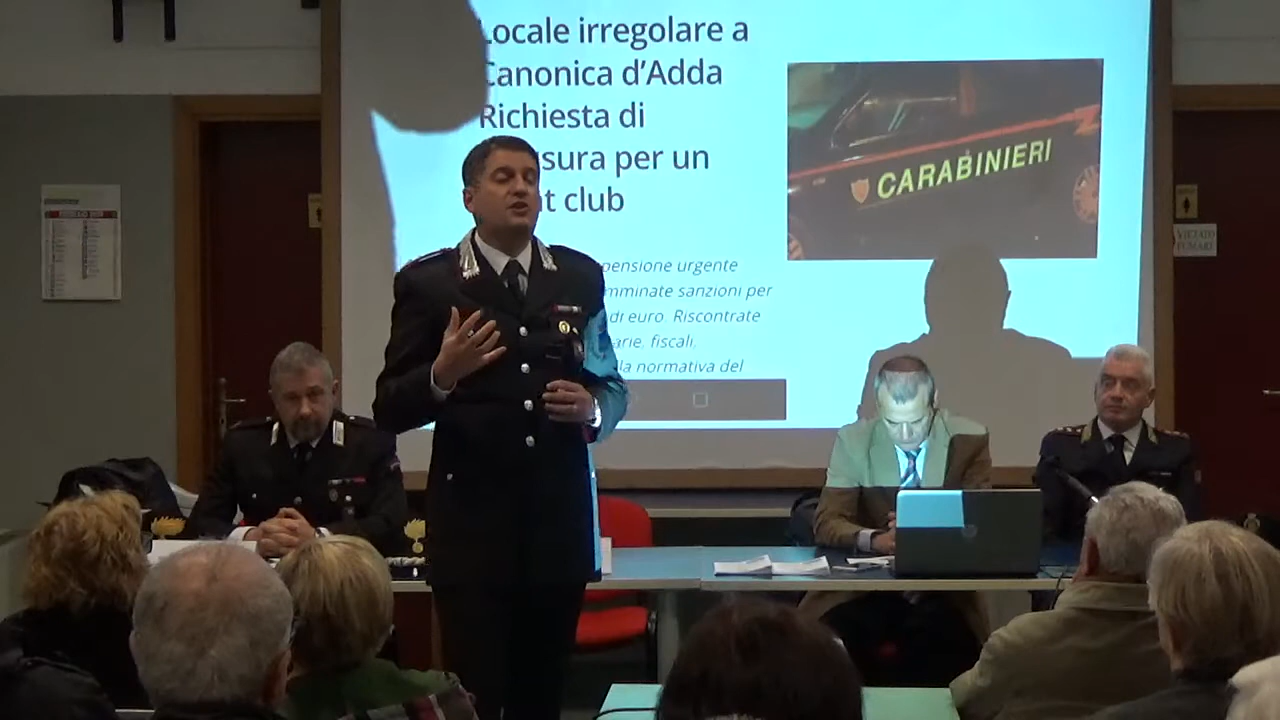 Locale irregolare a
Canonica d'Adda
Richiesta di
sura per un
t club
pensione urgente
mminate sanzioni per
di euro. Riscontrate
arie, fiscali,
la normativa del
CARABINIERI
VIETATO
FUMARE